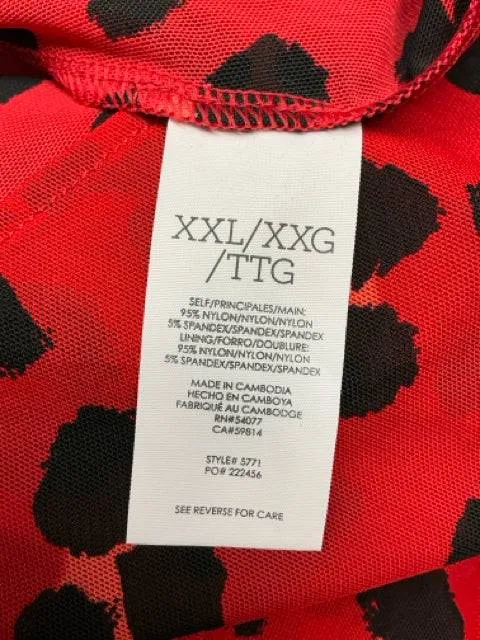 XXL/XXG
/TTG
SELF/PRINCIPALES/MAIN:
95% NYLON/NYLON/NYLON
5% SPANDEX/SPANDEX/SPANDEX
LINING/FORRO/DOUBLURE:
95% NYLON/NYLON/NYLON
5% SPANDEX/SPANDEX/SPANDEX
MADE IN CAMBODIA
HECHO EN CAMBOYA
FABRIQUÉ AU CAMBODGE
RN#54077
CA#59814
STYLE# 5771
PO# 222456
SEE REVERSE FOR CARE